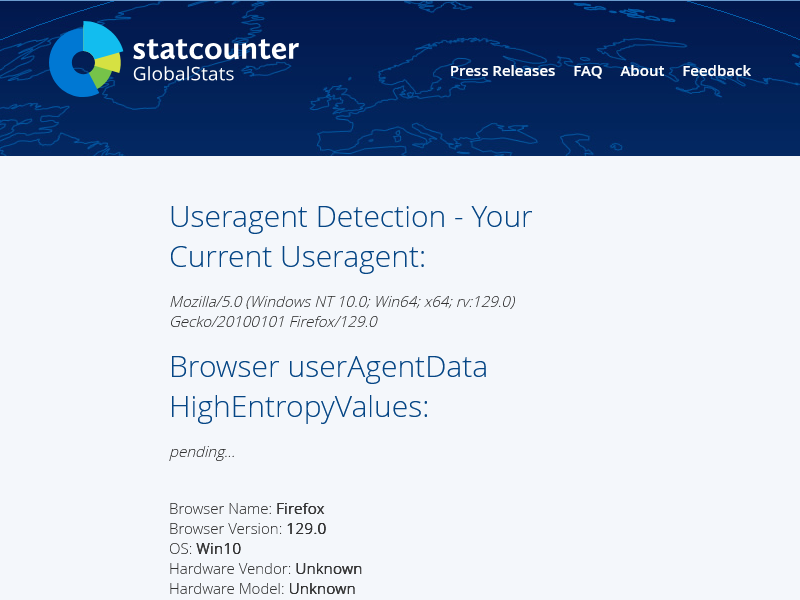 statcounter
GlobalStats
Press Releases FAQ About Feedback
Useragent Detection - Your
Current Useragent:
Mozilla/5.0 (Windows NT 10.0; Win64; x64; rv:129.0)
Gecko/20100101 Firefox/129.0
Browser userAgentData
HighEntropyValues:
pending...
Browser Name: Firefox
Browser Version: 129.0
OS: Win10
Hardware Vendor: Unknown
Hardware Model: Unknown